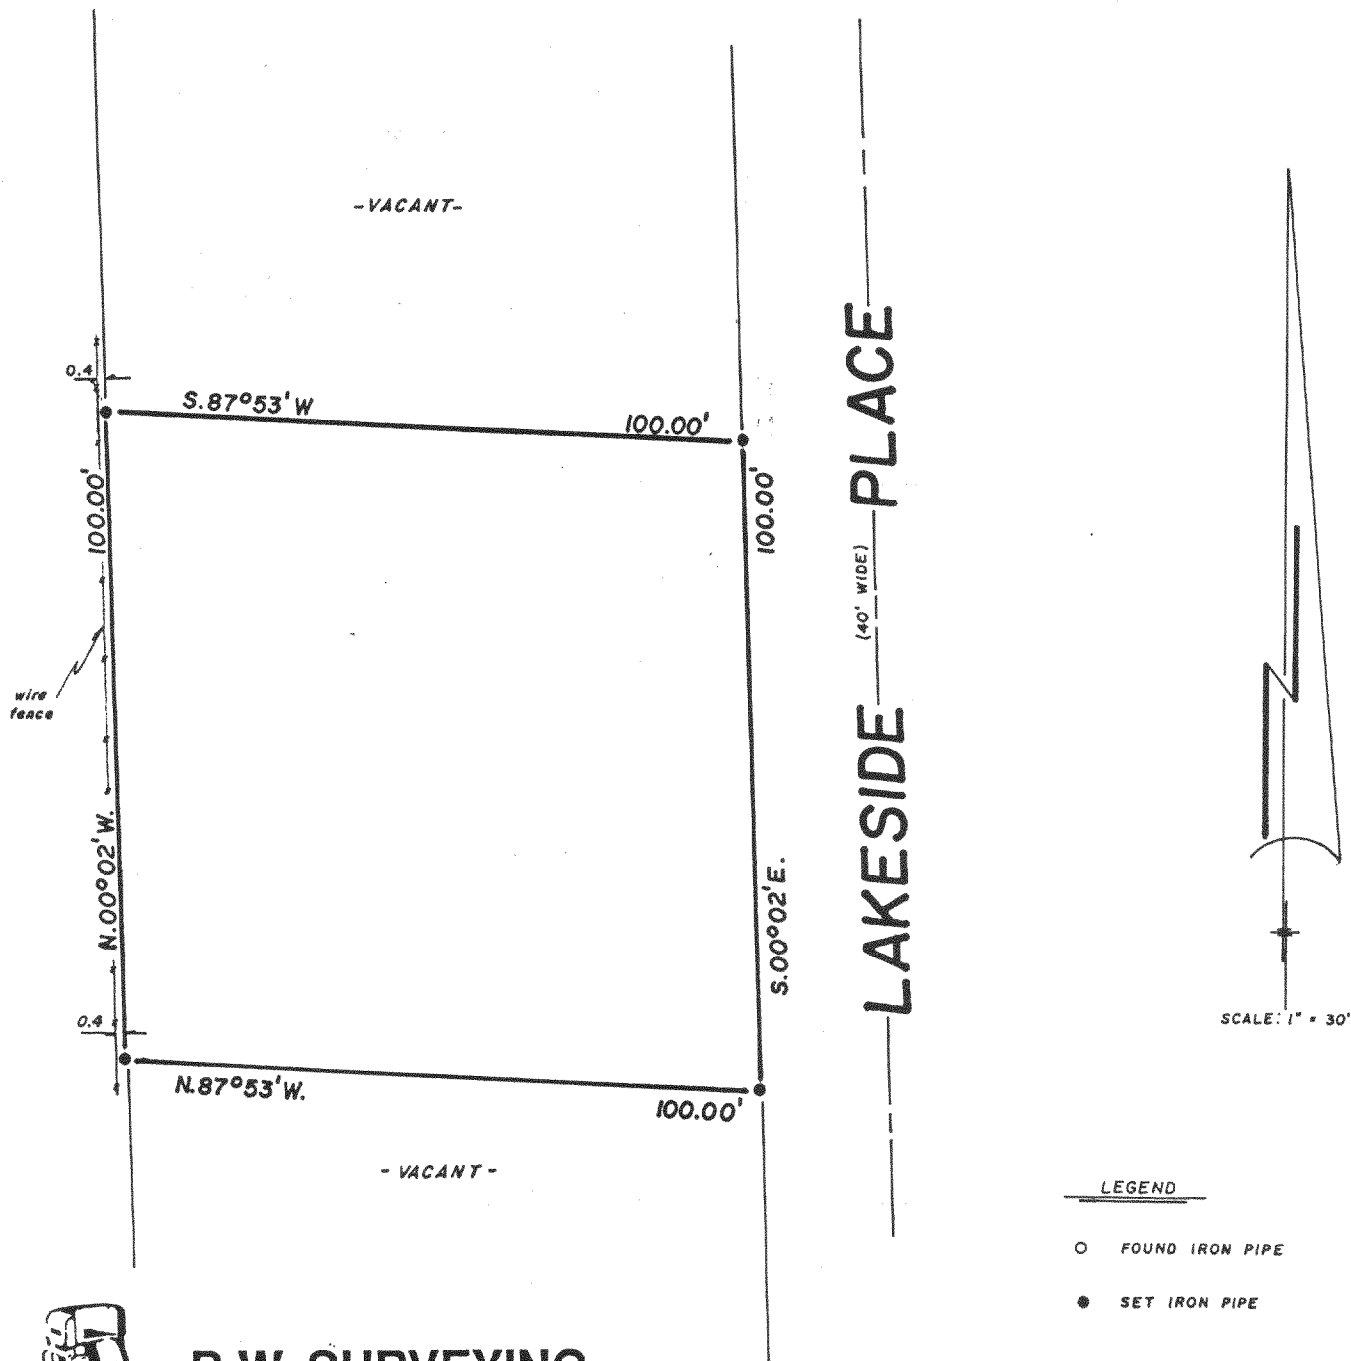 -VACANT-
0.4
S.87°53'W
100.00'
100.00'
100.00'
PLACE
(40' WIDE)
LAKESIDE
wire
fence
N.00°02'W.
S.00°02'E.
0.4
N.87°53'W.
100.00'
SCALE: 1" = 30'
- VACANT -
LEGEND
FOUND IRON PIPE
SET IRON PIPE
SURVEYING